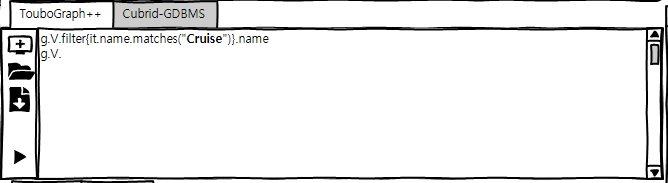 TouboGraph++ Cubrid-GDBMS
g.V.filter{it.name.matches("Cruise")}.name
g.V.